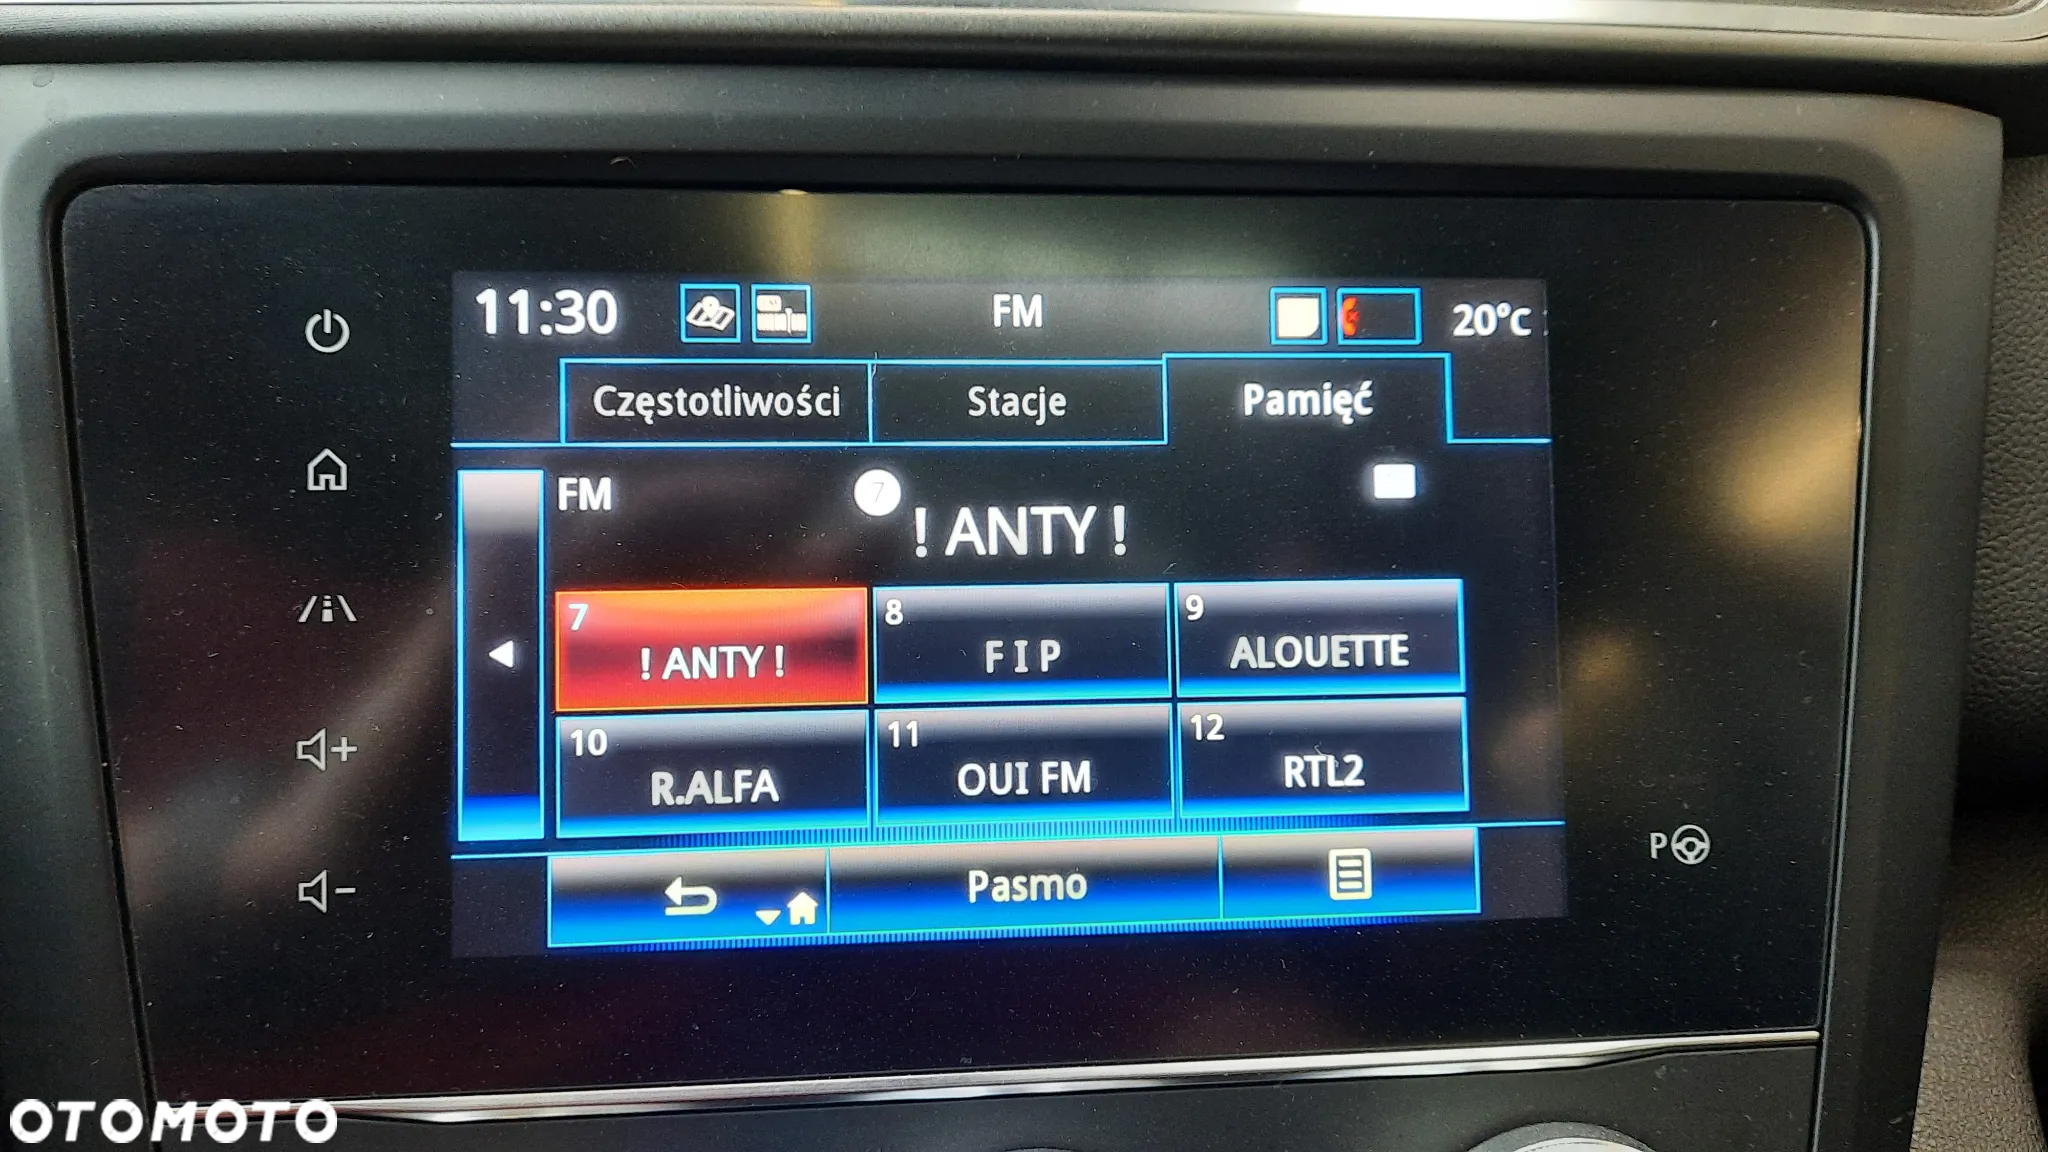 11:30
FM
20°C
Częstotliwości
Stacje
Pamięć
FM
7
! ANTY !
7
! ANTY !
8
F I P
9
ALOUETTE
10
R.ALFA
11
OUI FM
12
RTL2
Pasmo
P
OTOMOTO